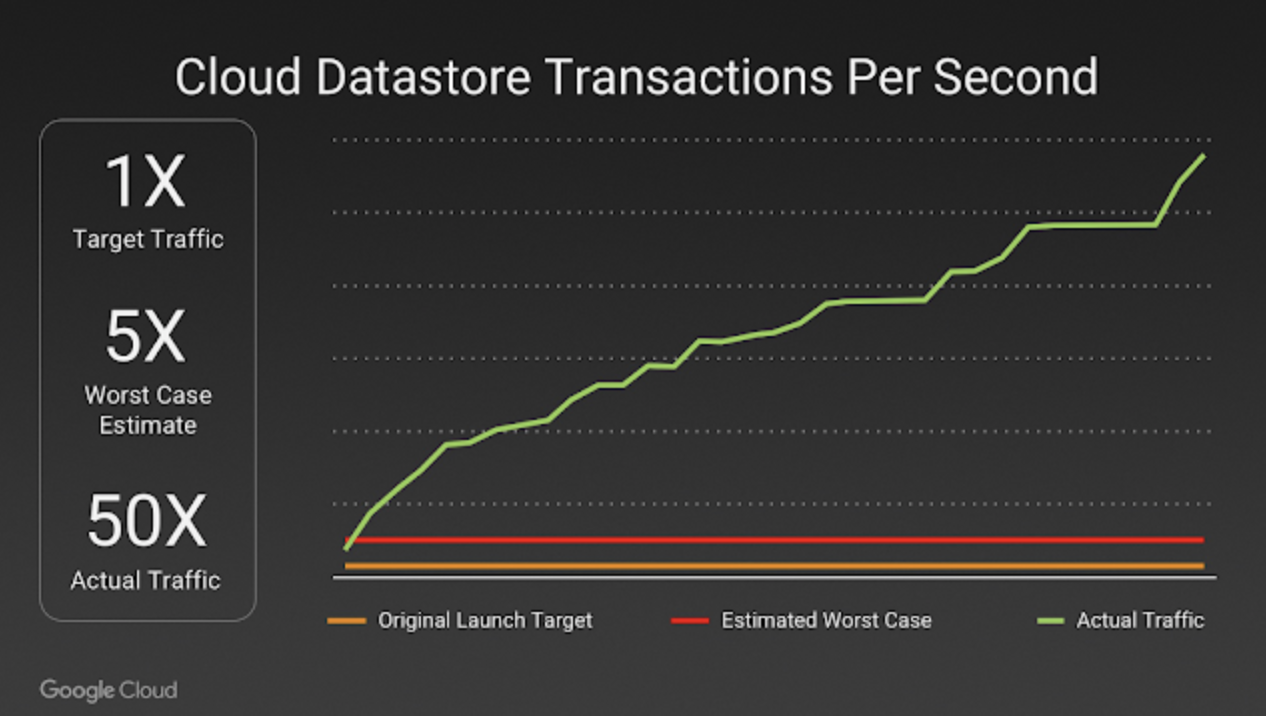 Cloud Datastore Transactions Per Second
1X
Target Traffic
5X
Worst Case
Estimate
50X
Actual Traffic
Original Launch Target
Estimated Worst Case
Actual Traffic
Google Cloud